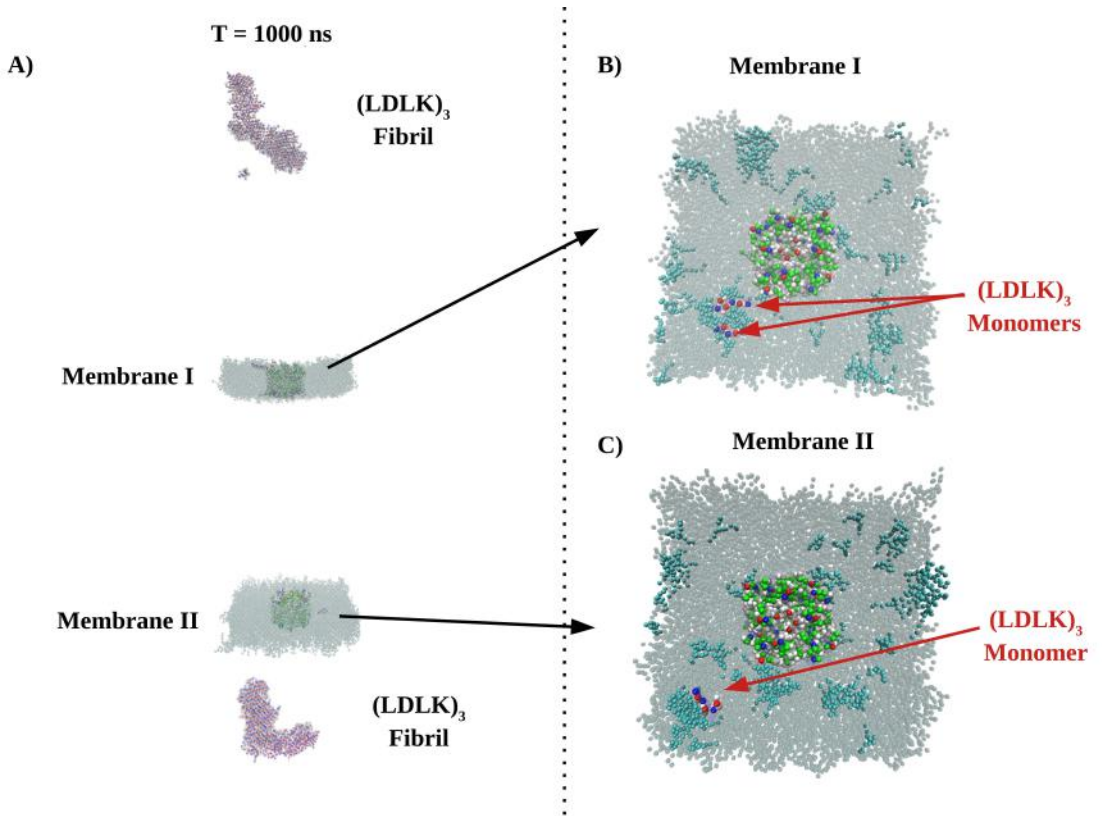 T = 1000 ns
A)
(LDLK)₃
Fibril
Membrane I
Membrane II
(LDLK)₃
Fibril
B)
Membrane I
(LDLK)₃
Monomers
C)
Membrane II
(LDLK)₃
Monomer